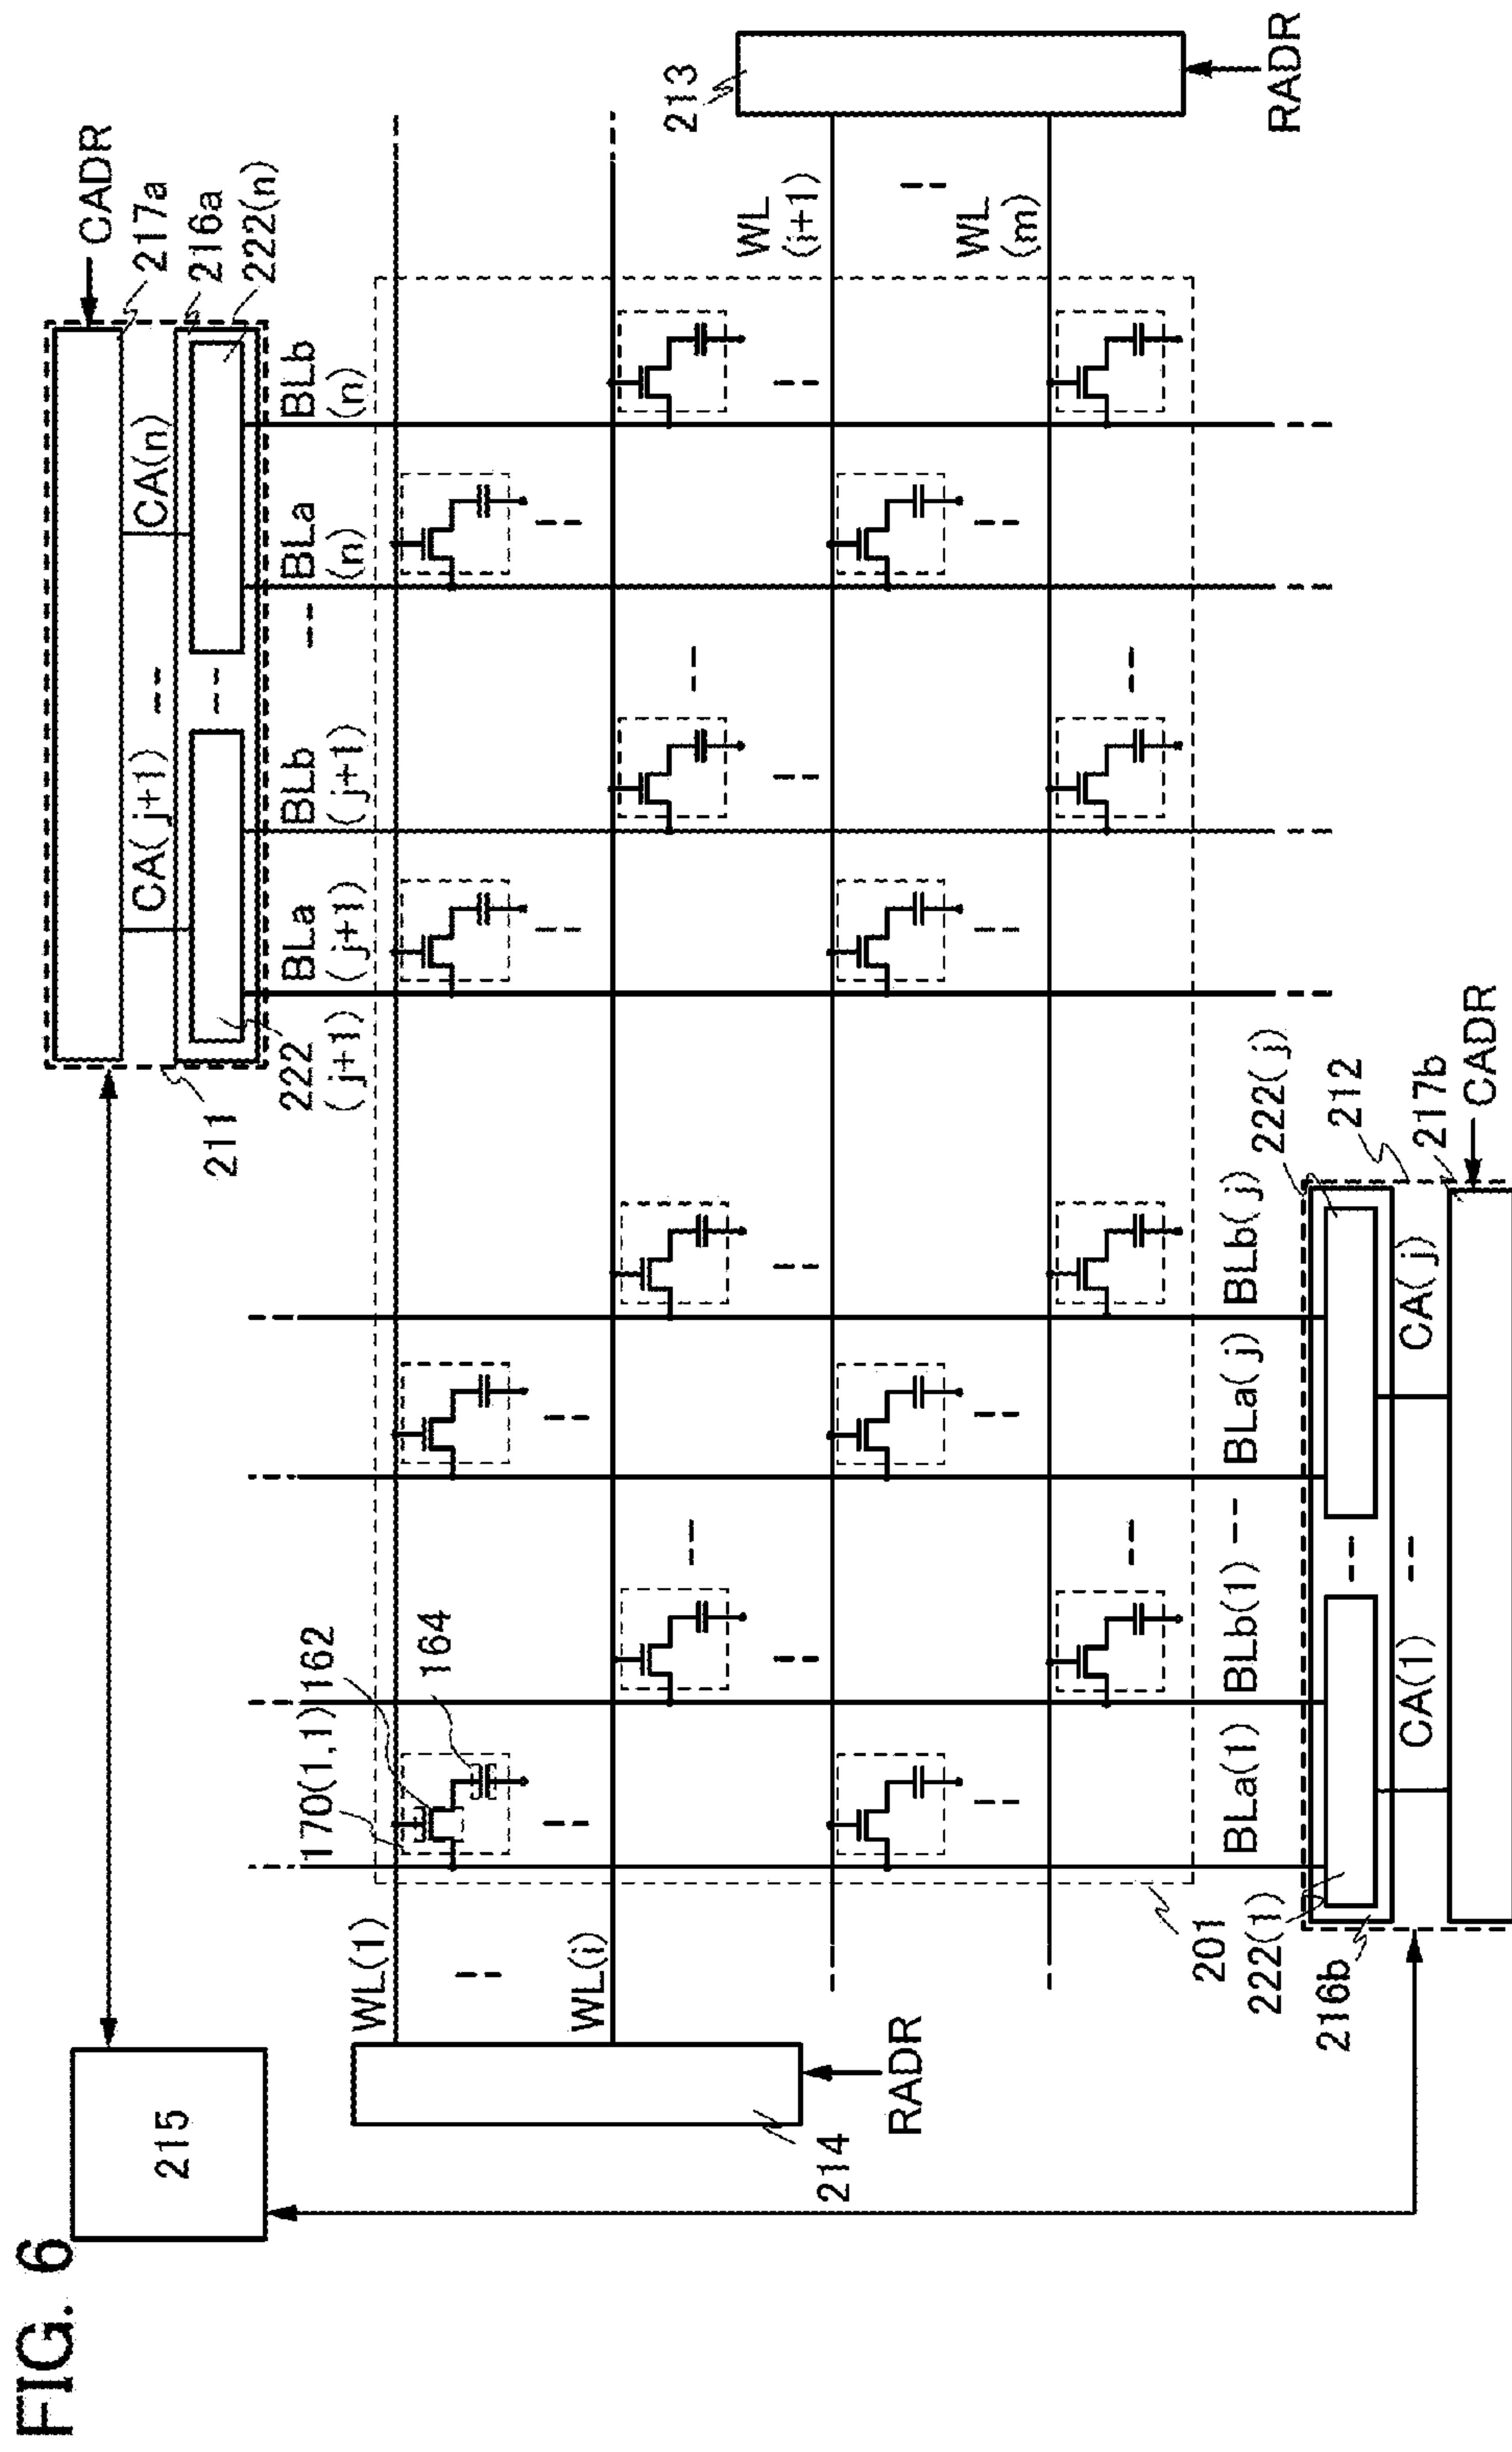 FIG. 6
215
211
CADR
217a
216a
222(n)
CA(j+1)
--
CA(n)
--
222
(j+1)
BLa
(j+1)
BLb
(j+1)
--
BLa
(n)
BLb
(n)
170(1,1)
162
164
WL(1)
--
WL(i)
214
RADR
213
WL
(i+1)
--
WL
(m)
RADR
201
BLa(1)
BLb(1)
--
BLa(j)
BLb(j)
222(1)
216b
222(j)
212
217b
--
CA(1)
--
CA(j)
CADR